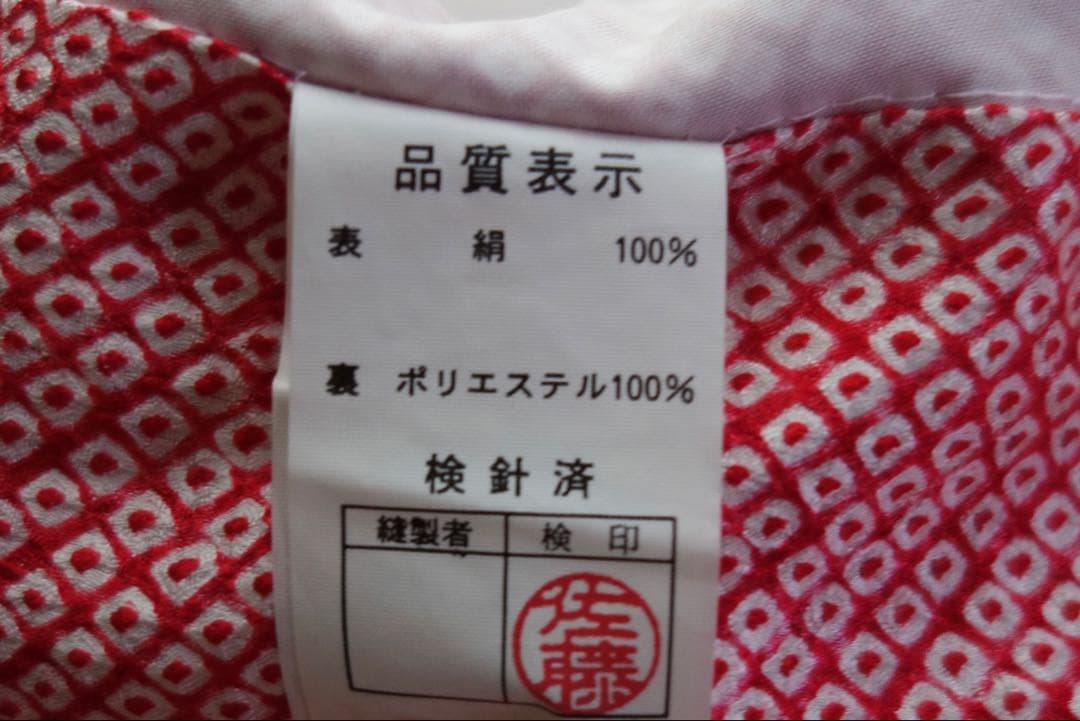 品質表示
表 絹 100%
裏 ポリエステル100%
検針済
縫製者 検印
佐藤